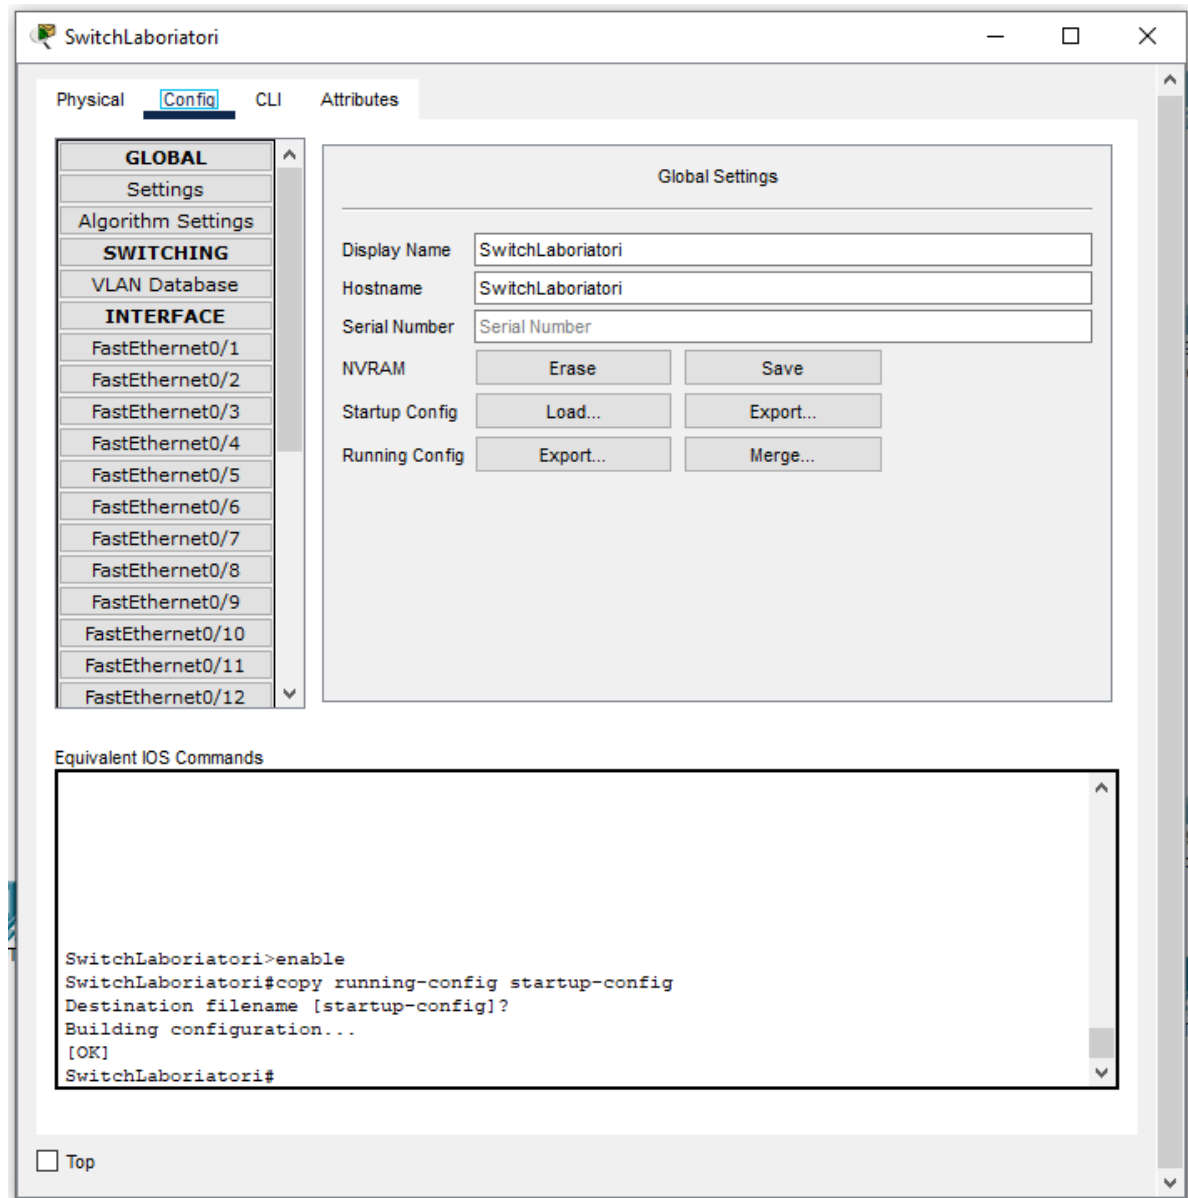 SwitchLaboriatori
Physical Config CLI Attributes
GLOBAL
Settings
Algorithm Settings
SWITCHING
VLAN Database
INTERFACE
FastEthernet0/1
FastEthernet0/2
FastEthernet0/3
FastEthernet0/4
FastEthernet0/5
FastEthernet0/6
FastEthernet0/7
FastEthernet0/8
FastEthernet0/9
FastEthernet0/10
FastEthernet0/11
FastEthernet0/12
Global Settings
Display Name SwitchLaboriatori
Hostname SwitchLaboriatori
Serial Number Serial Number
NVRAM Erase Save
Startup Config Load... Export...
Running Config Export... Merge...
Equivalent IOS Commands
SwitchLaboriatori>enable
SwitchLaboriatori#copy running-config startup-config
Destination filename [startup-config]?
Building configuration...
[OK]
SwitchLaboriatori#
Top